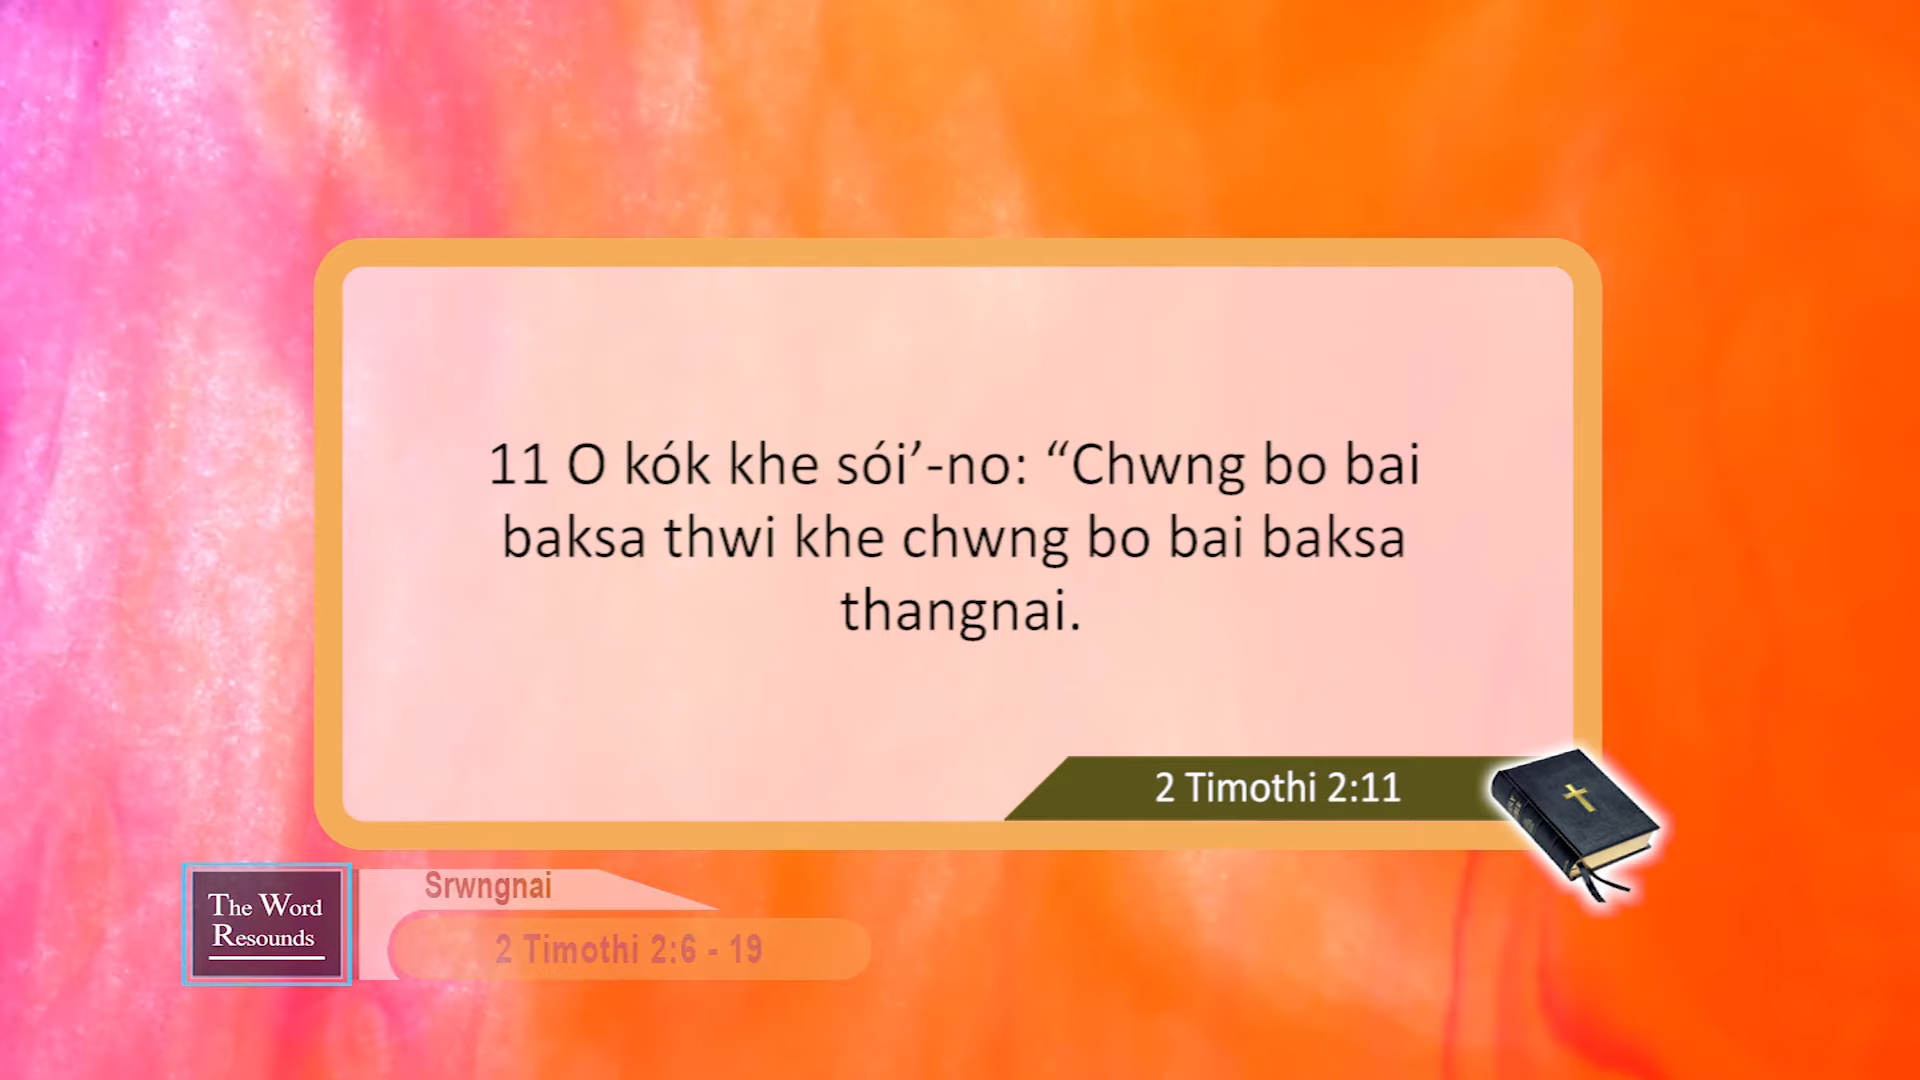 11 O kók khe sói’-no: “Chwng bo bai
baksa thwi khe chwng bo bai baksa
thangnai.
2 Timothi 2:11
Srwngnai
The Word
Resounds
2 Timothi 2:6 - 19